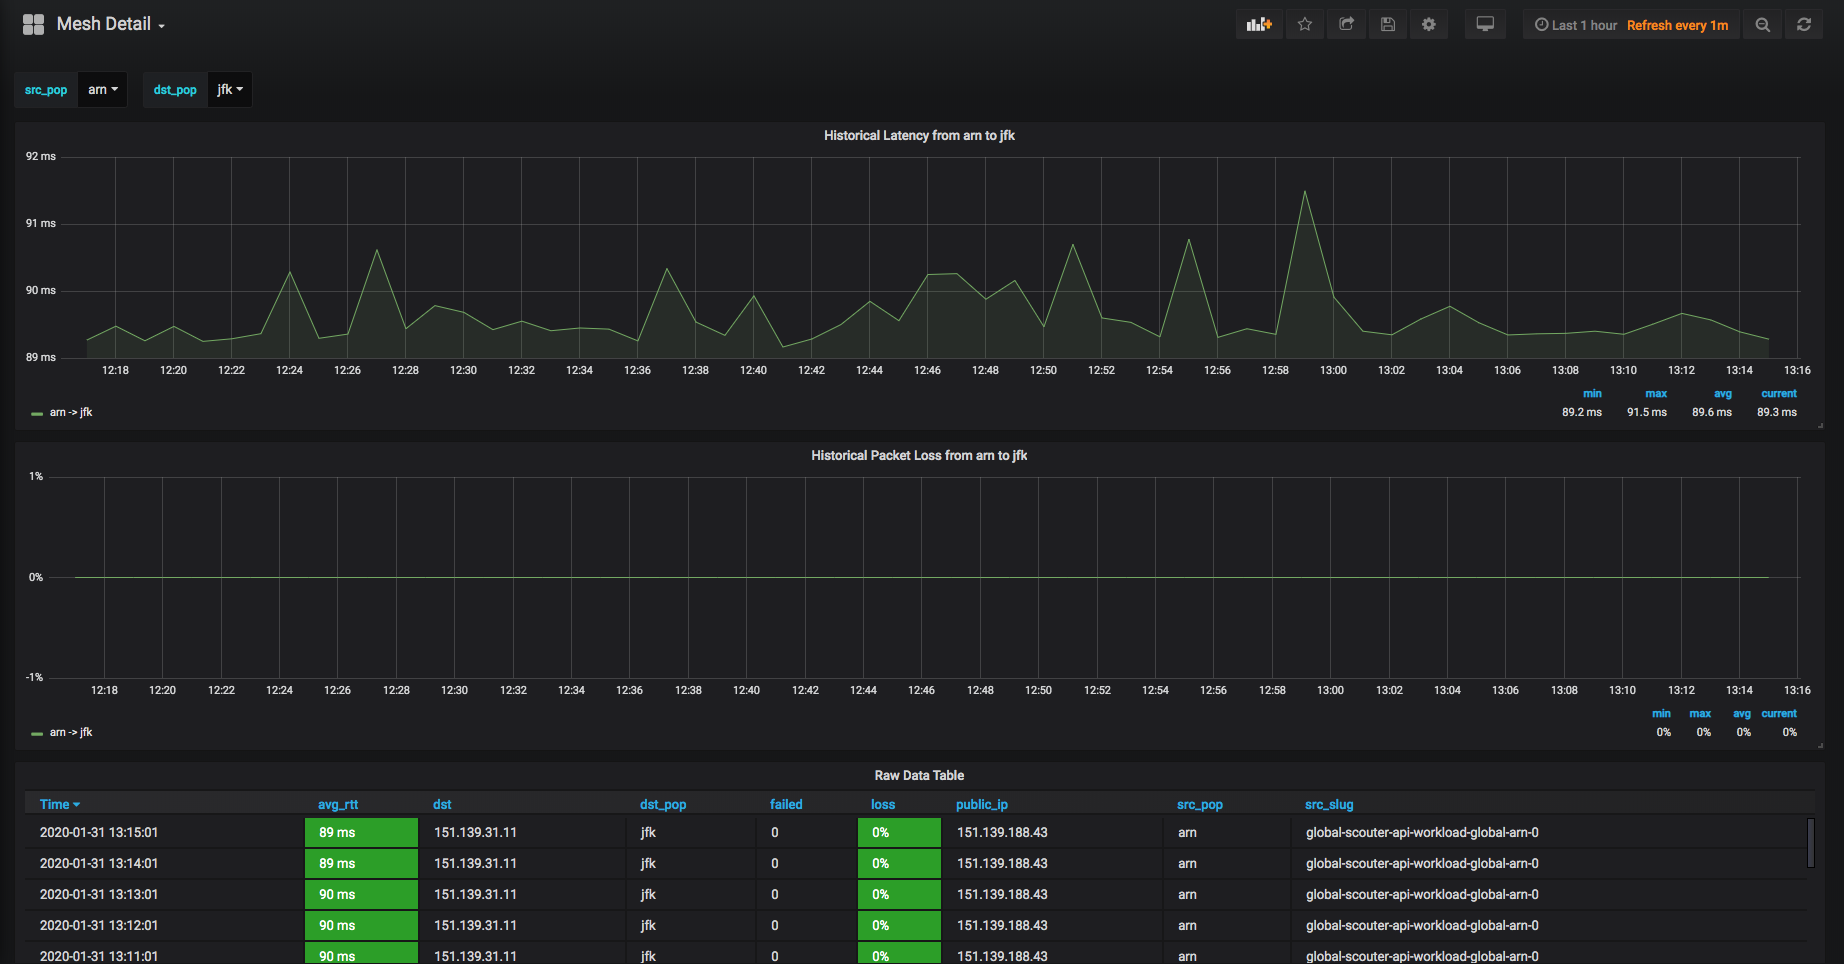 Mesh Detail
Last 1 hour Refresh every 1m
src_pop arn dst_pop jfk
Historical Latency from arn to jfk
92 ms
91 ms
90 ms
89 ms
12:18 12:20 12:22 12:24 12:26 12:28 12:30 12:32 12:34 12:36 12:38 12:40 12:42 12:44 12:46 12:48 12:50 12:52 12:54 12:56 12:58 13:00 13:02 13:04 13:06 13:08 13:10 13:12 13:14 13:16
min max avg current
arn -> jfk 89.2 ms 91.5 ms 89.6 ms 89.3 ms
Historical Packet Loss from arn to jfk
1%
0%
-1%
12:18 12:20 12:22 12:24 12:26 12:28 12:30 12:32 12:34 12:36 12:38 12:40 12:42 12:44 12:46 12:48 12:50 12:52 12:54 12:56 12:58 13:00 13:02 13:04 13:06 13:08 13:10 13:12 13:14 13:16
min max avg current
arn -> jfk 0% 0% 0% 0%
Raw Data Table
Time avg_rtt dst dst_pop failed loss public_ip src_pop src_slug
2020-01-31 13:15:01 89 ms 151.139.31.11 jfk 0 0% 151.139.188.43 arn global-scouter-api-workload-global-arn-0
2020-01-31 13:14:01 89 ms 151.139.31.11 jfk 0 0% 151.139.188.43 arn global-scouter-api-workload-global-arn-0
2020-01-31 13:13:01 90 ms 151.139.31.11 jfk 0 0% 151.139.188.43 arn global-scouter-api-workload-global-arn-0
2020-01-31 13:12:01 90 ms 151.139.31.11 jfk 0 0% 151.139.188.43 arn global-scouter-api-workload-global-arn-0
2020-01-31 13:11:01 90 ms 151.139.31.11 jfk 0 0% 151.139.188.43 arn global-scouter-api-workload-global-arn-0